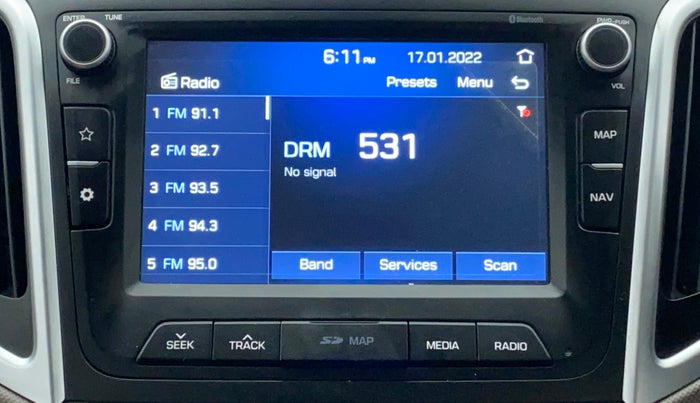 ENTER TUNE
Bluetooth
PWR PUSH
6:11 PM 17.01.2022
Radio Presets Menu
FILE
VOL
1 FM 91.1
2 FM 92.7
3 FM 93.5
4 FM 94.3
5 FM 95.0
DRM 531
No signal
MAP
NAV
Band Services Scan
SEEK TRACK SD MAP MEDIA RADIO